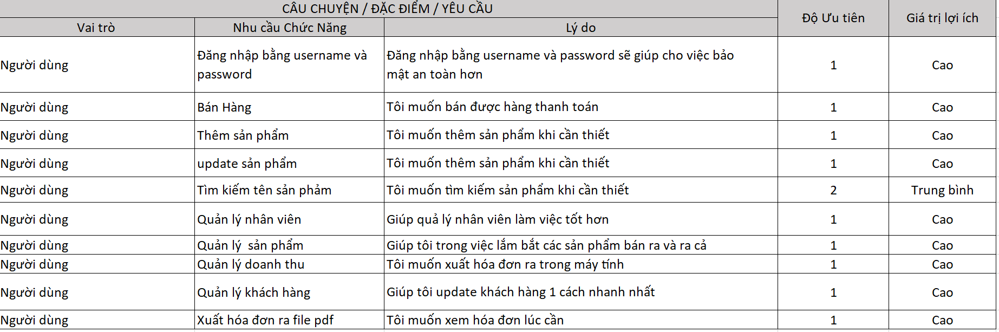 CÂU CHUYỆN / ĐẶC ĐIỂM / YÊU CẦU
Độ Ưu tiên
Giá trị lợi ích
Vai trò
Nhu cầu Chức Năng
Lý do
Người dùng
Đăng nhập bằng username và
password
Đăng nhập bằng username và password sẽ giúp cho việc bảo
mật an toàn hơn
1
Cao
Người dùng
Bán Hàng
Tôi muốn bán được hàng thanh toán
1
Cao
Người dùng
Thêm sản phẩm
Tôi muốn thêm sản phẩm khi cần thiết
1
Cao
Người dùng
update sản phẩm
Tôi muốn thêm sản phẩm khi cần thiết
1
Cao
Người dùng
Tìm kiếm tên sản phảm
Tôi muốn tìm kiếm sản phẩm khi cần thiết
2
Trung bình
Người dùng
Quản lý nhân viên
Giúp quả lý nhân viên làm việc tốt hơn
1
Cao
Người dùng
Quản lý  sản phẩm
Giúp tôi trong việc lắm bắt các sản phẩm bán ra và ra cả
1
Cao
Người dùng
Quản lý doanh thu
Tôi muốn xuất hóa đơn ra trong máy tính
1
Cao
Người dùng
Quản lý khách hàng
Giúp tôi update khách hàng 1 cách nhanh nhất
1
Cao
Người dùng
Xuất hóa đơn ra file pdf
Tôi muốn xem hóa đơn lúc cần
1
Cao